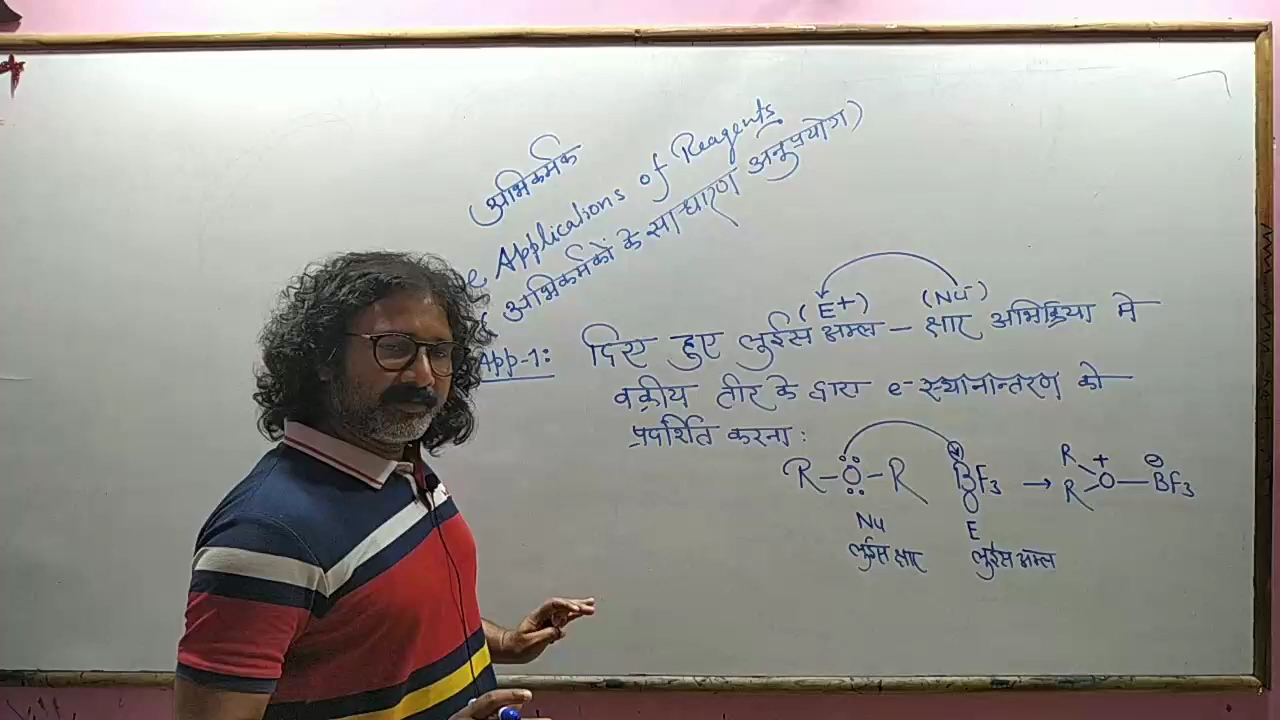 (अभिकर्मक
e Applications of Reagents
( अभिकर्मकों के साधारण अनुप्रयोग)
(E+) (Nu-)
App-1: दिए हुए लुईस अम्ल - क्षार अभिक्रिया मे
वक्रीय तीर के द्वारा e- स्थानान्तरण को
प्रदर्शित करना:
R-O-R BF3 → R R O+ - BF3 ⊖
Nu E
लुईस क्षार लुईस अम्ल